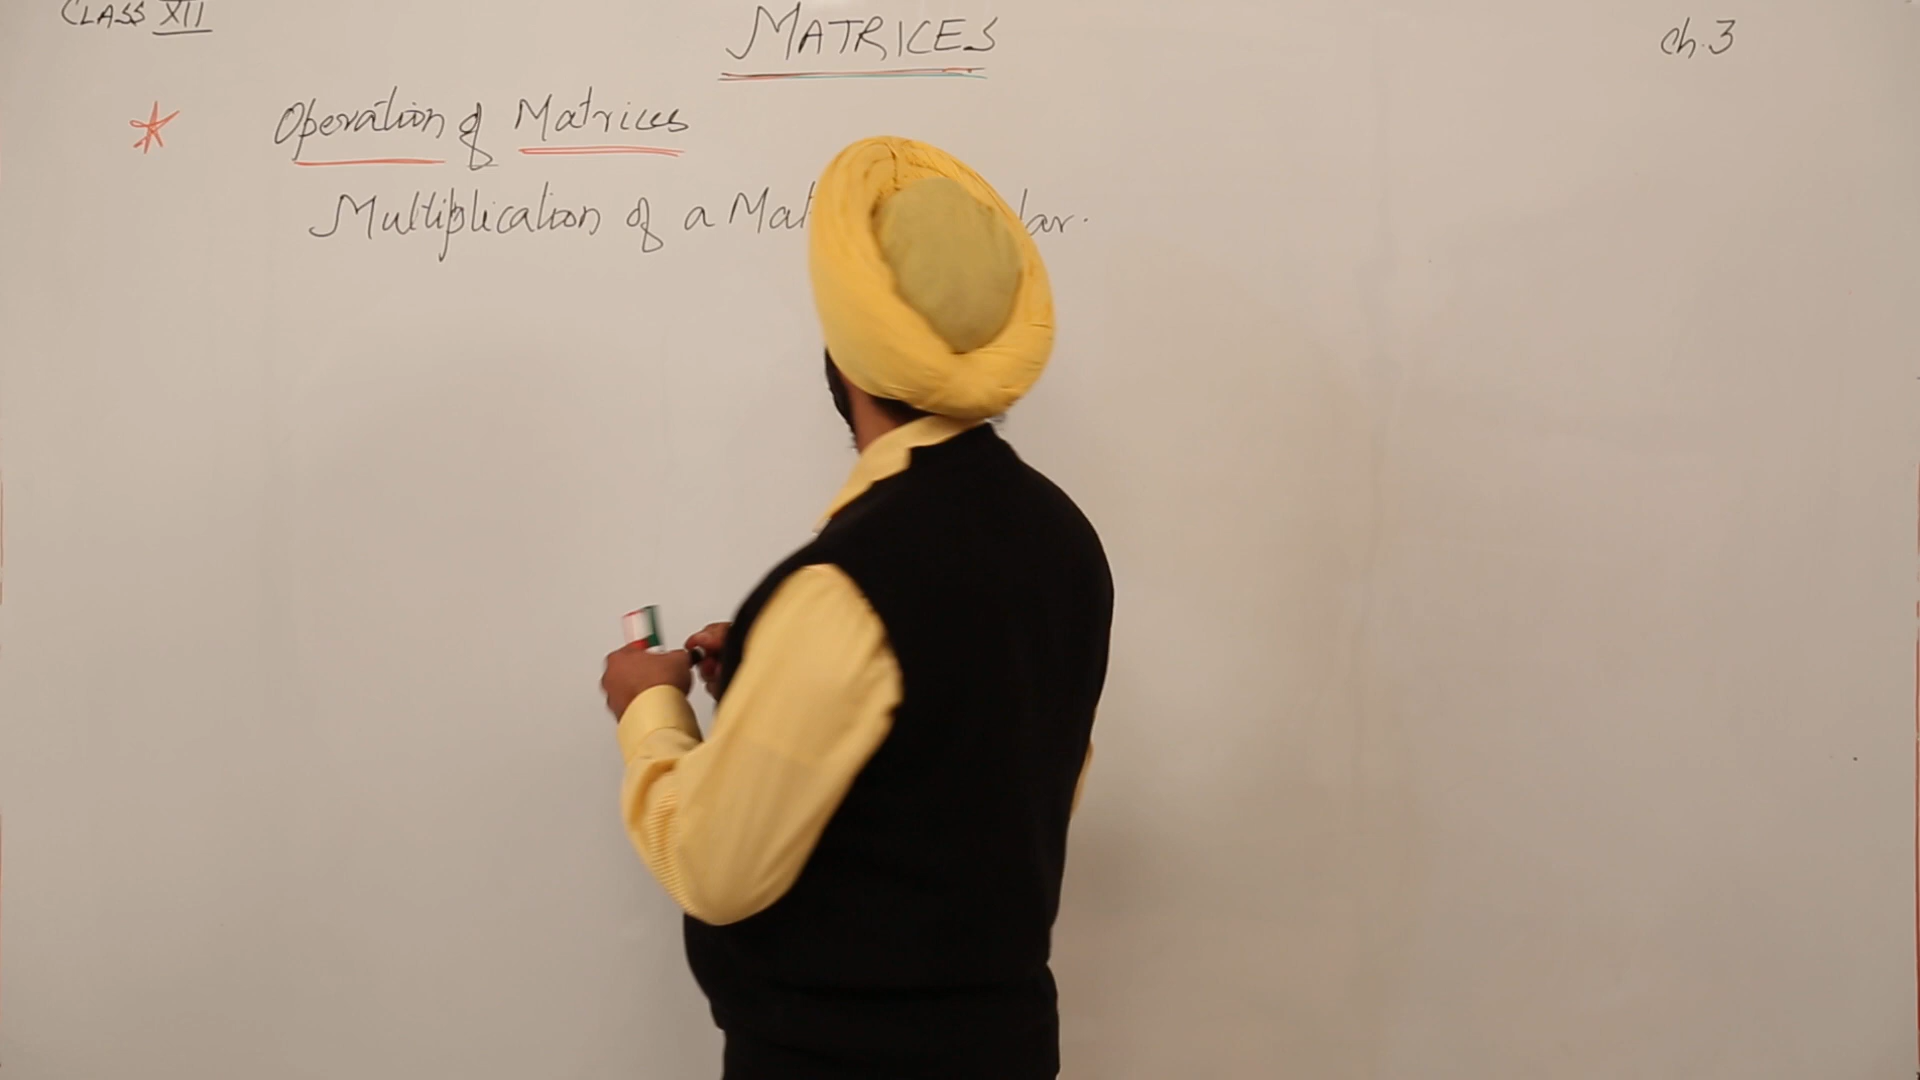 CLASS XII
MATRICES
ch.3
Operation of Matrices
Multiplication of a Mat lar.